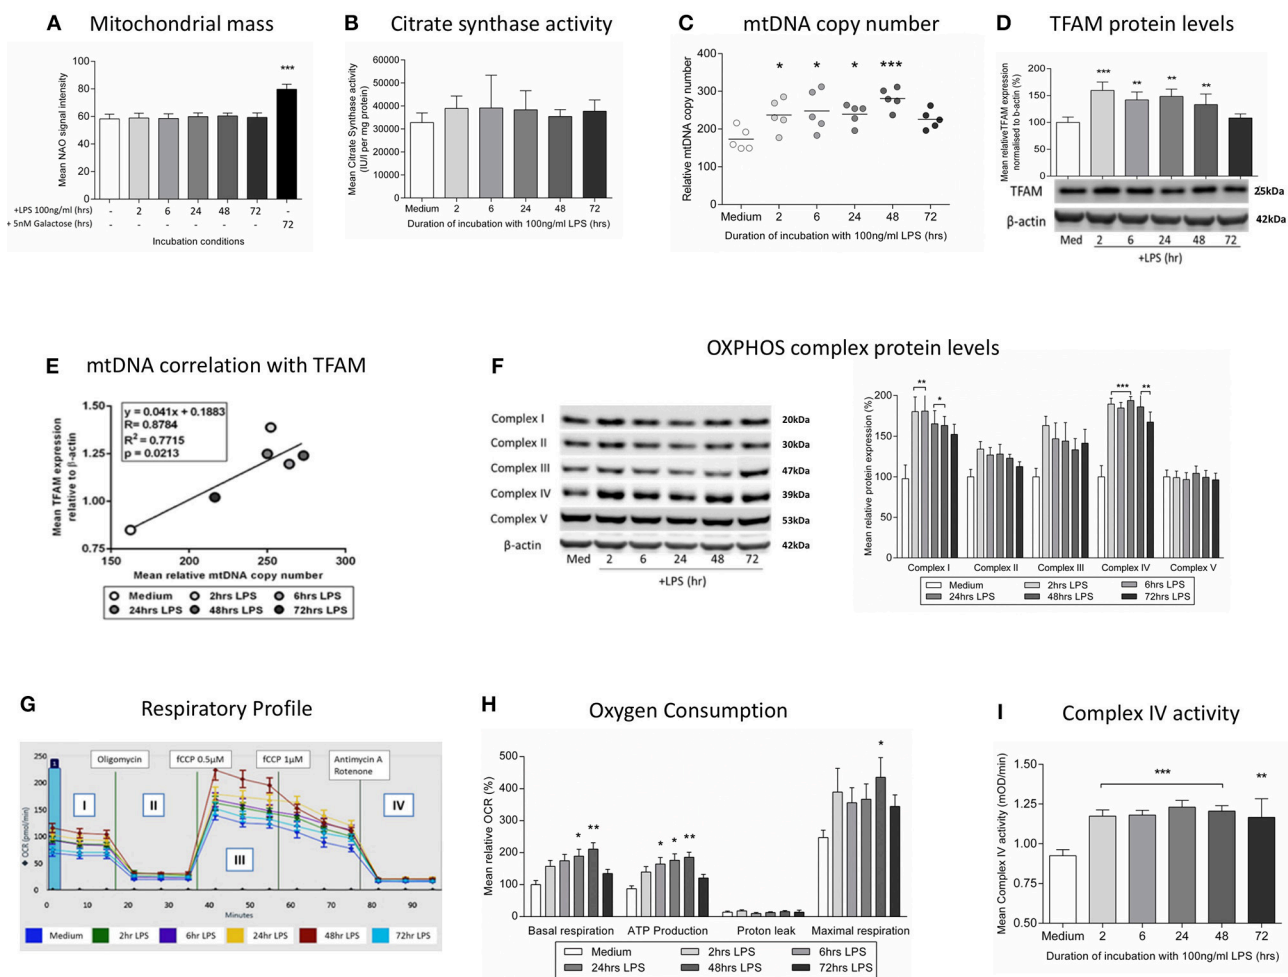 A Mitochondrial mass
Mean NAO signal intensity
100
80
60
40
20
0
***
+LPS 100ng/ml (hrs) - 2 6 24 48 72 -
+ 5nM Galactose (hrs) - - - - - - 72
Incubation conditions
B Citrate synthase activity
Mean Citrate Synthase activity
(IU/l per mg protein)
60000
50000
40000
30000
20000
10000
0
Medium 2 6 24 48 72
Duration of incubation with 100ng/ml LPS (hrs)
C mtDNA copy number
Relative mtDNA copy number
400
300
200
100
0
* * * ***
Medium 2 6 24 48 72
Duration of incubation with 100ng/ml LPS (hrs)
D TFAM protein levels
Mean relativeTFAM expression
normalised to b-actin (%)
200
150
100
50
0
*** ** ** **
TFAM 25kDa
β-actin 42kDa
Med 2 6 24 48 72
+LPS (hr)
E mtDNA correlation with TFAM
Mean TFAM expression
relative to β-actin
1.50
1.25
1.00
0.75
y = 0.041x + 0.1883
R= 0.8784
R2 = 0.7715
p = 0.0213
150 200 250 300
Mean relative mtDNA copy number
Medium 2hrs LPS 6hrs LPS
24hrs LPS 48hrs LPS 72hrs LPS
F OXPHOS complex protein levels
Complex I 20kDa
Complex II 30kDa
Complex III 47kDa
Complex IV 39kDa
Complex V 53kDa
β-actin 42kDa
Med 2 6 24 48 72
+LPS (hr)
Mean relative protein expression (%)
200
150
100
50
0
** * *** **
Complex I Complex II Complex III Complex IV Complex V
Medium 2hrs LPS 6hrs LPS
24hrs LPS 48hrs LPS 72hrs LPS
G Respiratory Profile
OCR (pmol/min)
250
200
150
100
50
0
1
Oligomycin fCCP 0.5µM fCCP 1µM Antimycin A
Rotenone
I II III IV
0 10 20 30 40 50 60 70 80 90
Minutes
Medium 2hr LPS 6hr LPS 24hr LPS 48hr LPS 72hr LPS
H Oxygen Consumption
Mean relative OCR (%)
500
400
300
200
100
0
* ** * * ** *
Basal respiration ATP Production Proton leak Maximal respiration
Medium 2hrs LPS 6hrs LPS
24hrs LPS 48hrs LPS 72hrs LPS
I Complex IV activity
Mean Complex IV activity (mOD/min)
1.50
1.25
1.00
0.75
0.50
*** **
Medium 2 6 24 48 72
Duration of incubation with 100ng/ml LPS (hrs)